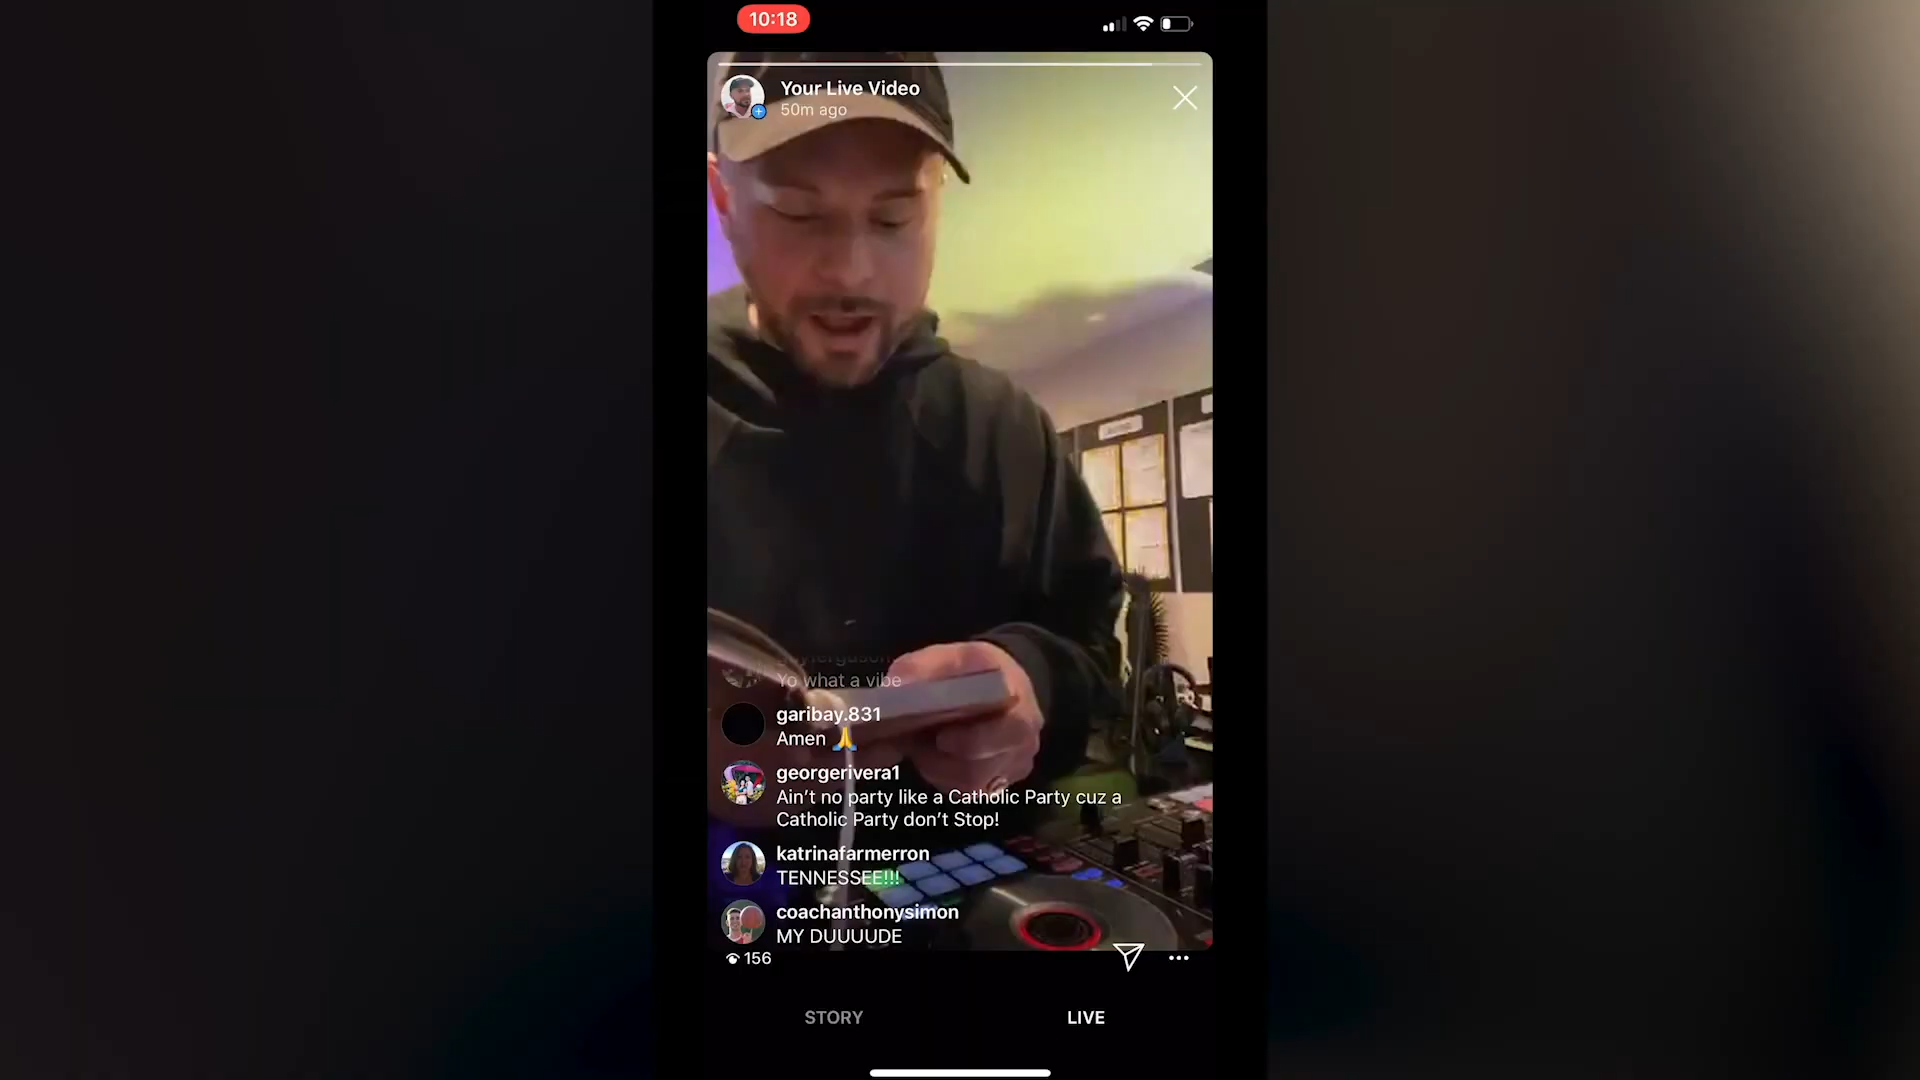 10:18
Your Live Video
50m ago
Yo what a vibe
garibay.831
Amen 🙏
georgerivera1
Ain't no party like a Catholic Party cuz a
Catholic Party don't Stop!
katrinafarmerron
TENNESSEE!!!
coachanthonysimon
MY DUUUUDE
156
STORY
LIVE